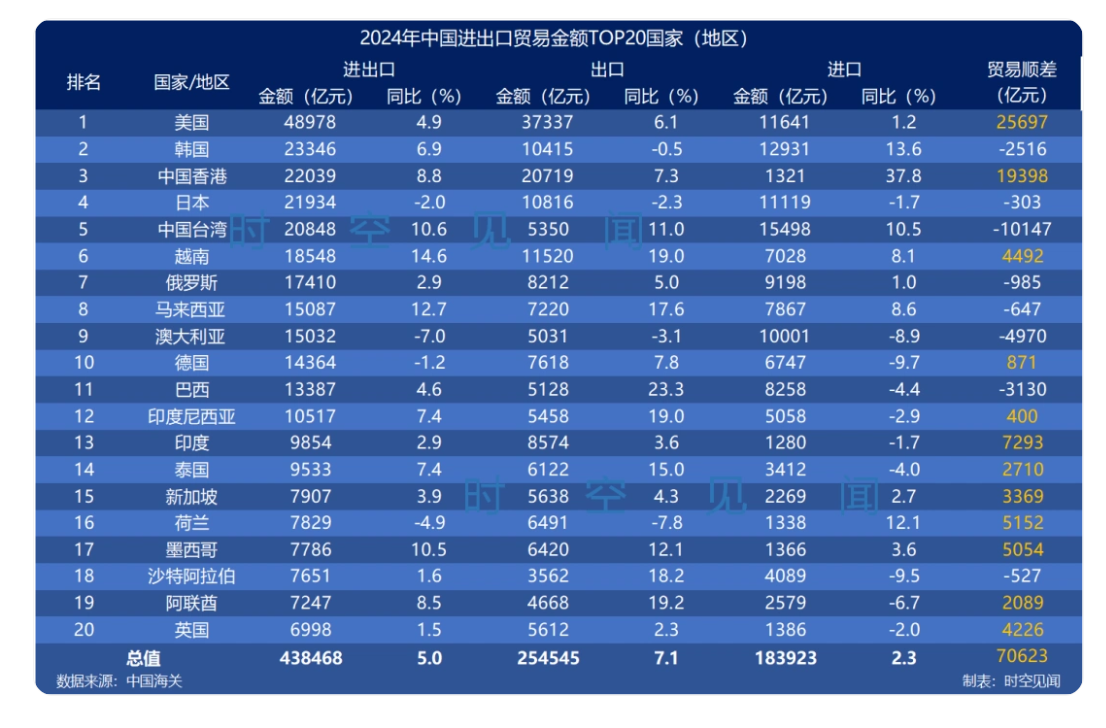 2024年中国进出口贸易金额TOP20国家（地区）
排名 国家/地区 进出口 出口 进口 贸易顺差
金额（亿元） 同比（%） 金额（亿元） 同比（%） 金额（亿元） 同比（%） （亿元）
1 美国 48978 4.9 37337 6.1 11641 1.2 25697
2 韩国 23346 6.9 10415 -0.5 12931 13.6 -2516
3 中国香港 22039 8.8 20719 7.3 1321 37.8 19398
4 日本 21934 -2.0 10816 -2.3 11119 -1.7 -303
5 中国台湾 20848 10.6 5350 11.0 15498 10.5 -10147
时空见闻
6 越南 18548 14.6 11520 19.0 7028 8.1 4492
7 俄罗斯 17410 2.9 8212 5.0 9198 1.0 -985
8 马来西亚 15087 12.7 7220 17.6 7867 8.6 -647
9 澳大利亚 15032 -7.0 5031 -3.1 10001 -8.9 -4970
10 德国 14364 -1.2 7618 7.8 6747 -9.7 871
11 巴西 13387 4.6 5128 23.3 8258 -4.4 -3130
12 印度尼西亚 10517 7.4 5458 19.0 5058 -2.9 400
13 印度 9854 2.9 8574 3.6 1280 -1.7 7293
14 泰国 9533 7.4 6122 15.0 3412 -4.0 2710
15 新加坡 7907 3.9 5638 4.3 2269 2.7 3369
时空见闻
16 荷兰 7829 -4.9 6491 -7.8 1338 12.1 5152
17 墨西哥 7786 10.5 6420 12.1 1366 3.6 5054
18 沙特阿拉伯 7651 1.6 3562 18.2 4089 -9.5 -527
19 阿联酋 7247 8.5 4668 19.2 2579 -6.7 2089
20 英国 6998 1.5 5612 2.3 1386 -2.0 4226
总值 438468 5.0 254545 7.1 183923 2.3 70623
数据来源：中国海关 制表：时空见闻